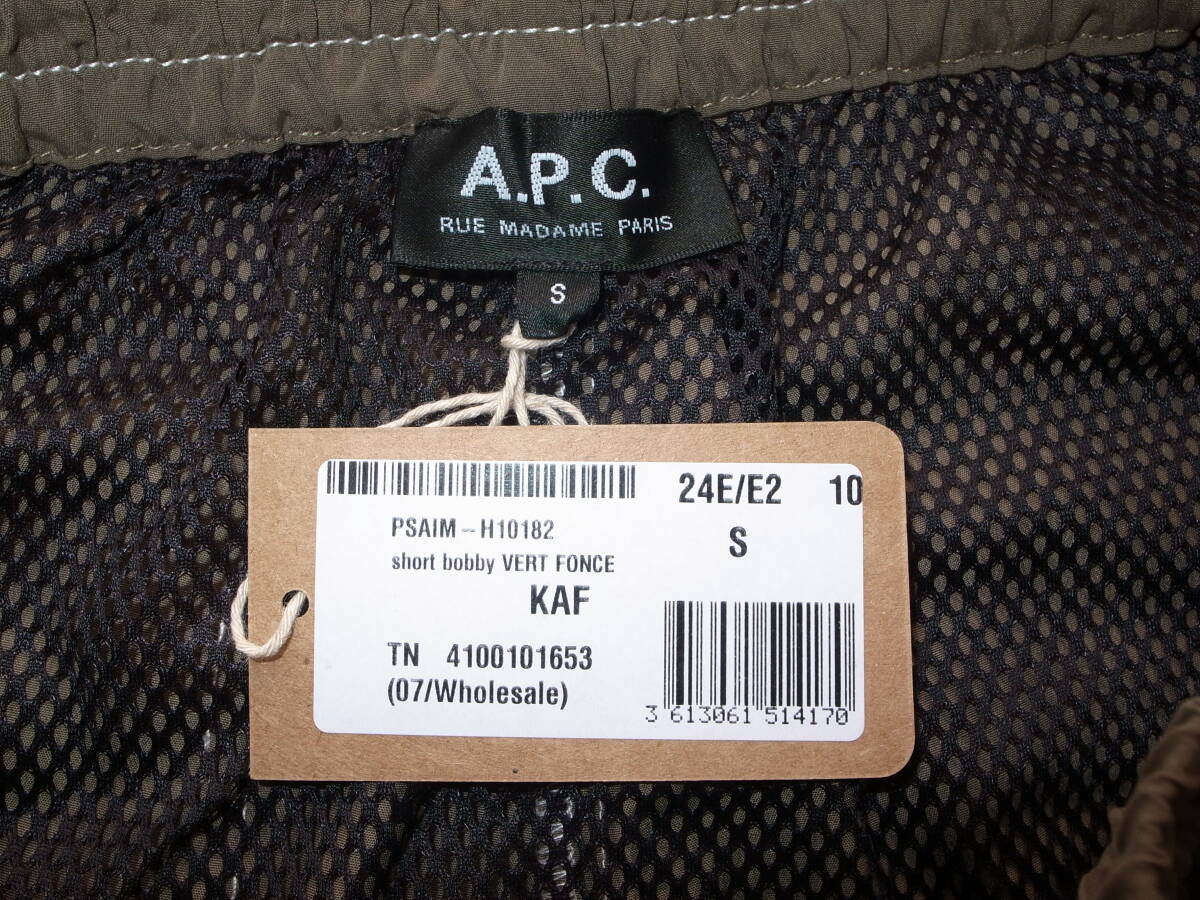 A.P.C.
RUE MADAME PARIS
S
24E/E2 10
PSAIM-H10182
S
short bobby VERT FONCE
KAF
TN 4100101653
(07/Wholesale)
3 613061 514170